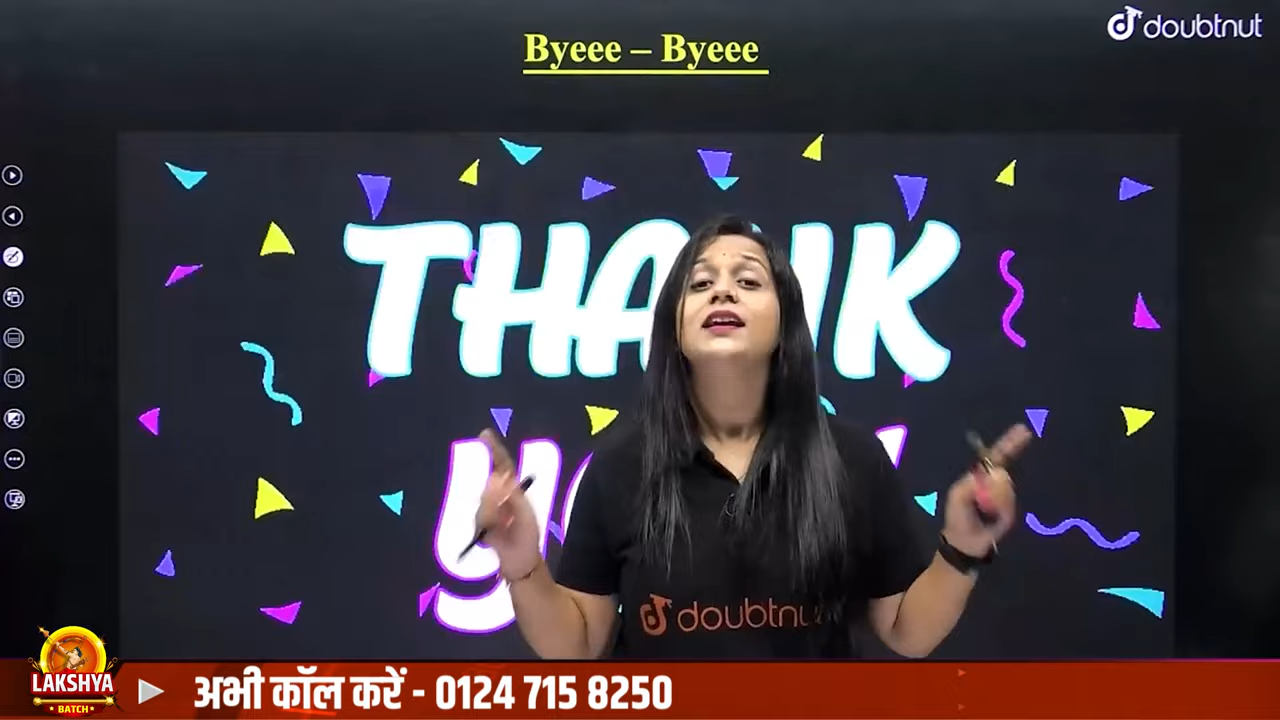 doubtnut
Byeee – Byeee
THANK
doubtnut
LAKSHYA
BATCH
अभी कॉल करें - 0124 715 8250